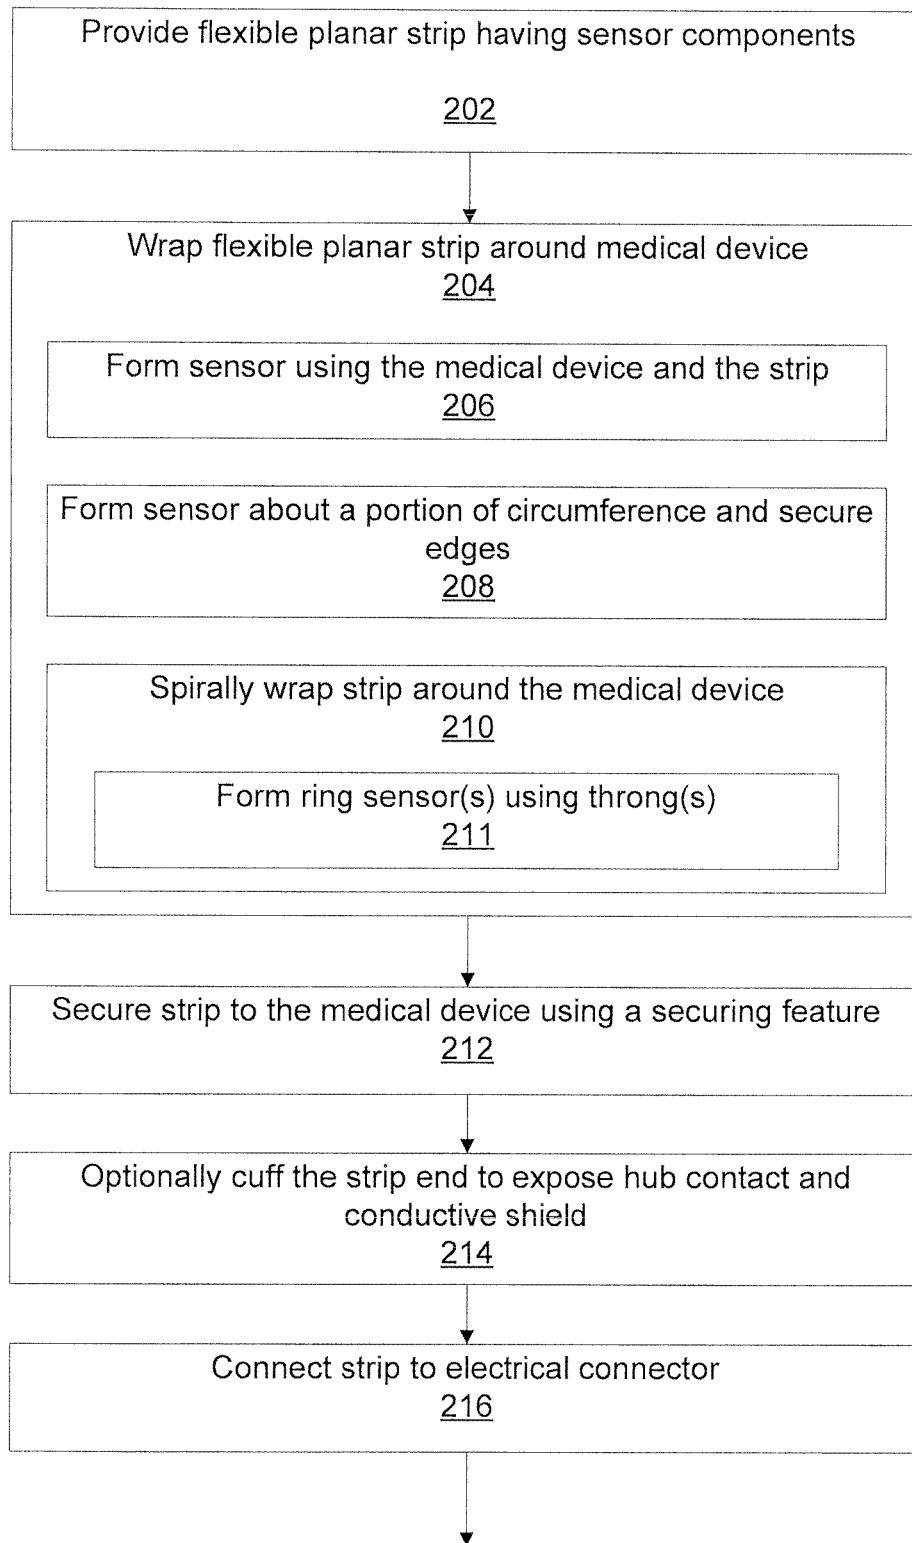 Provide flexible planar strip having sensor components
202
Wrap flexible planar strip around medical device
204
Form sensor using the medical device and the strip
206
Form sensor about a portion of circumference and secure
edges
208
Spirally wrap strip around the medical device
210
Form ring sensor(s) using throng(s)
211
Secure strip to the medical device using a securing feature
212
Optionally cuff the strip end to expose hub contact and
conductive shield
214
Connect strip to electrical connector
216